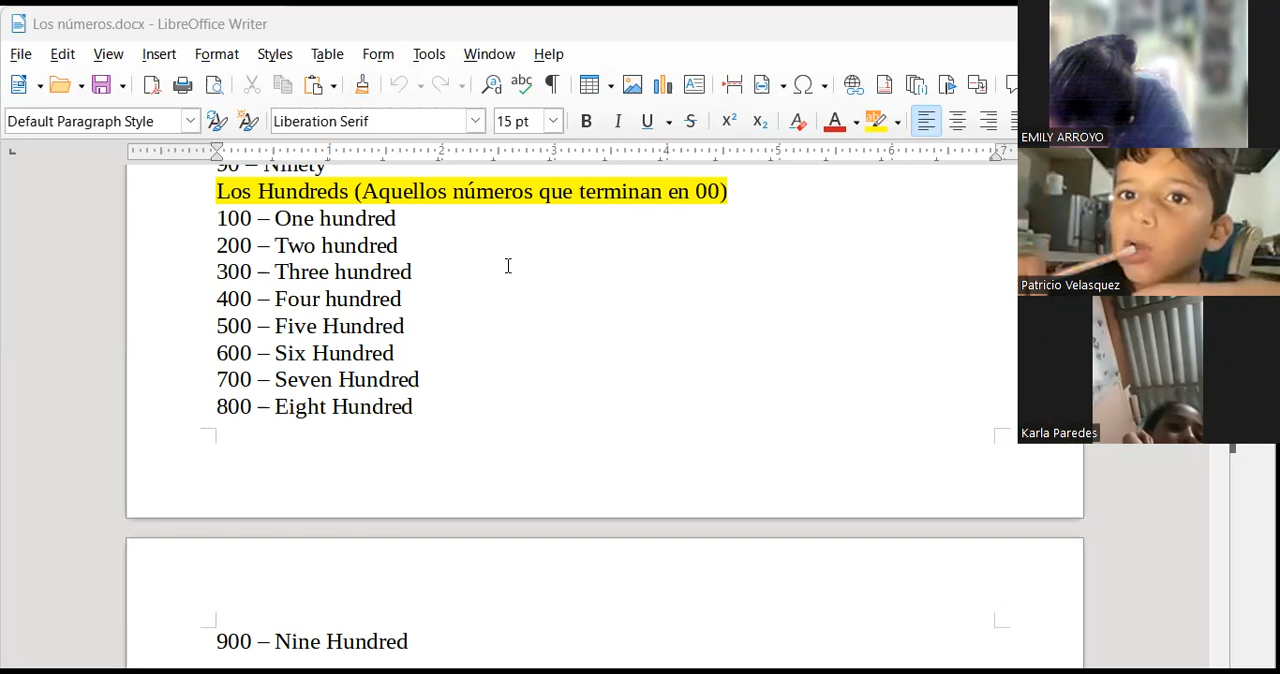 Los números.docx - LibreOffice Writer
File Edit View Insert Format Styles Table Form Tools Window Help
Default Paragraph Style Liberation Serif 15 pt
90 – Ninety
Los Hundreds (Aquellos números que terminan en 00)
100 – One hundred
200 – Two hundred
300 – Three hundred
400 – Four hundred
500 – Five Hundred
600 – Six Hundred
700 – Seven Hundred
800 – Eight Hundred
900 – Nine Hundred
EMILY ARROYO
Patricio Velasquez
Karla Paredes